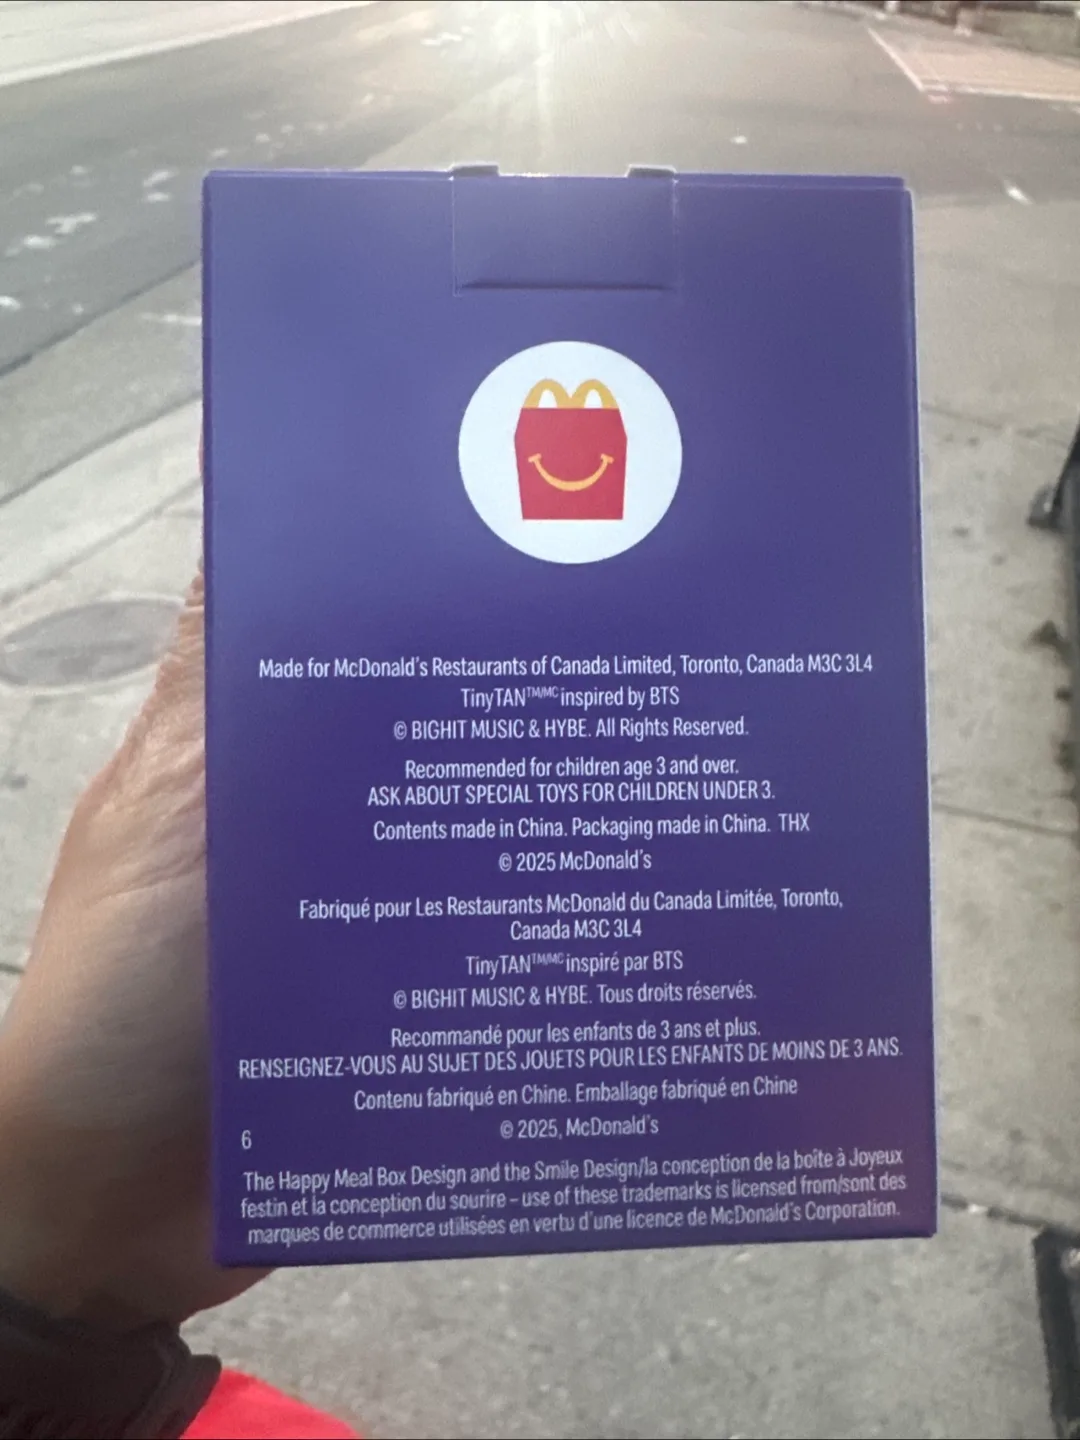 Made for McDonald's Restaurants of Canada Limited, Toronto, Canada M3C 3L4
TinyTAN™/MC inspired by BTS
© BIGHIT MUSIC & HYBE. All Rights Reserved.
Recommended for children age 3 and over.
ASK ABOUT SPECIAL TOYS FOR CHILDREN UNDER 3.
Contents made in China. Packaging made in China. THX
© 2025 McDonald's
Fabriqué pour Les Restaurants McDonald du Canada Limitée, Toronto,
Canada M3C 3L4
TinyTAN™/MC inspiré par BTS
© BIGHIT MUSIC & HYBE. Tous droits réservés.
Recommandé pour les enfants de 3 ans et plus.
RENSEIGNEZ-VOUS AU SUJET DES JOUETS POUR LES ENFANTS DE MOINS DE 3 ANS.
Contenu fabriqué en Chine. Emballage fabriqué en Chine
6
© 2025, McDonald's
The Happy Meal Box Design and the Smile Design/la conception de la boîte à Joyeux
festin et la conception du sourire – use of these trademarks is licensed from/sont des
marques de commerce utilisées en vertu d'une licence de McDonald's Corporation.